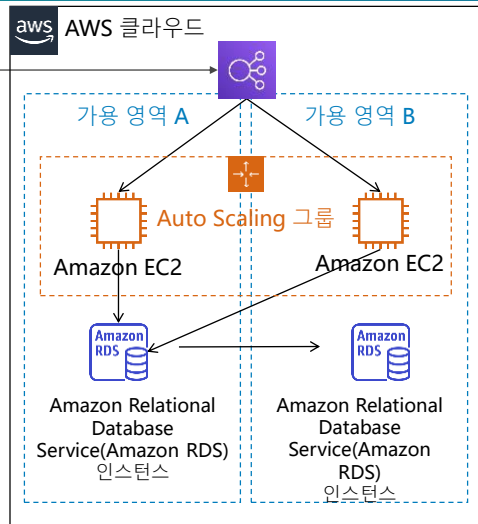 aws AWS 클라우드
가용 영역 A
가용 영역 B
Auto Scaling 그룹
Amazon EC2
Amazon EC2
Amazon
RDS
Amazon
RDS
Amazon Relational
Database
Service(Amazon RDS)
인스턴스
Amazon Relational
Database
Service(Amazon
RDS)
인스턴스